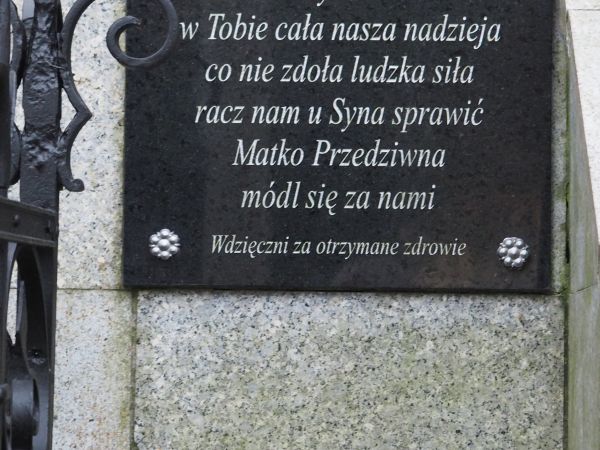 w Tobie cała nasza nadzieja
co nie zdoła ludzka siła
racz nam u Syna sprawić
Matko Przedziwna
módl się za nami
Wdzięczni za otrzymane zdrowie